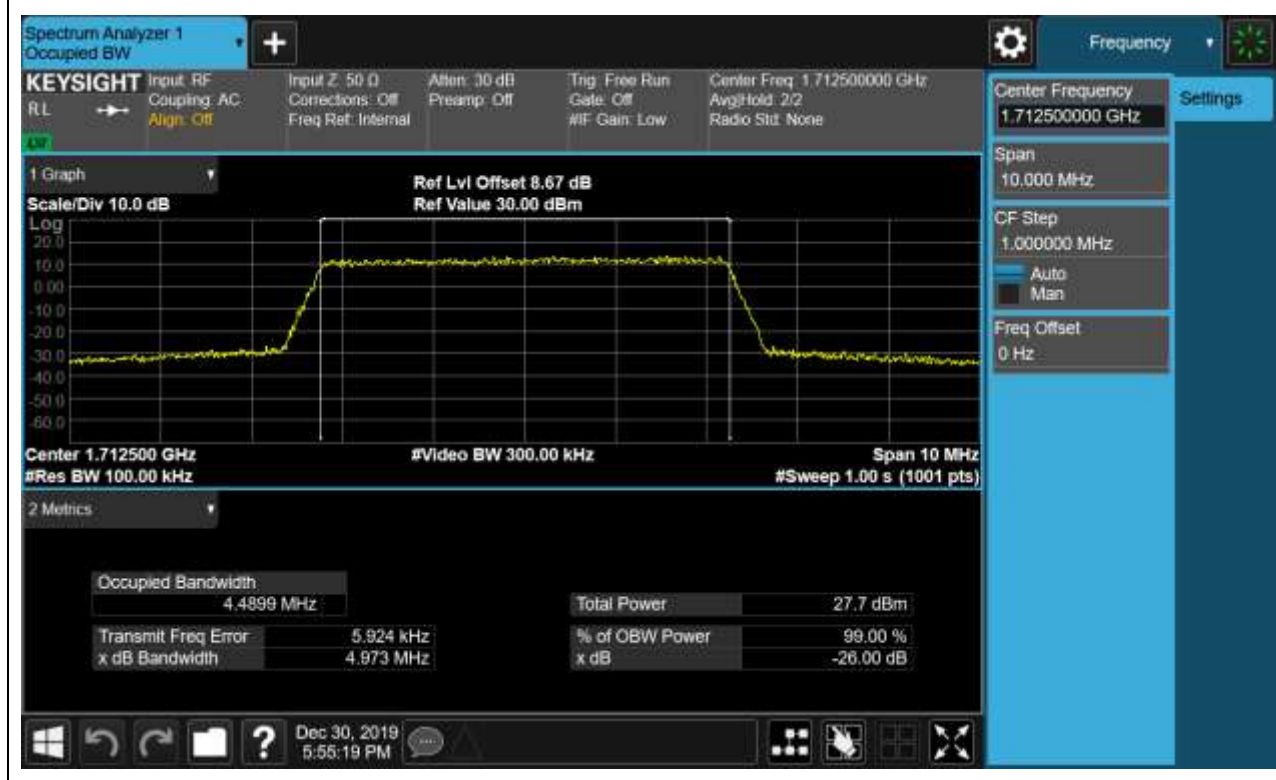 Spectrum Analyzer 1
Occupied BW
Frequency
KEYSIGHT
RL
Input: RF
Coupling: AC
Align: Off
Input Z: 50 Ω
Corrections: Off
Freq Ref: Internal
Atten: 30 dB
Preamp: Off
Trig: Free Run
Gate: Off
#IF Gain: Low
Center Freq: 1.712500000 GHz
Avg|Hold: 2/2
Radio Std: None
Center Frequency
1.712500000 GHz
Settings
Span
10.000 MHz
CF Step
1.000000 MHz
Auto
Man
Freq Offset
0 Hz
1 Graph
Scale/Div 10.0 dB
Ref Lvl Offset 8.67 dB
Ref Value 30.00 dBm
Log
20.0
10.0
0.00
-10.0
-20.0
-30.0
-40.0
-50.0
-60.0
Center 1.712500 GHz
#Video BW 300.00 kHz
Span 10 MHz
#Res BW 100.00 kHz
#Sweep 1.00 s (1001 pts)
2 Metrics
Occupied Bandwidth
4.4899 MHz
Total Power 27.7 dBm
Transmit Freq Error 5.924 kHz
% of OBW Power 99.00 %
x dB Bandwidth 4.973 MHz
x dB -26.00 dB
Dec 30, 2019
5:55:19 PM